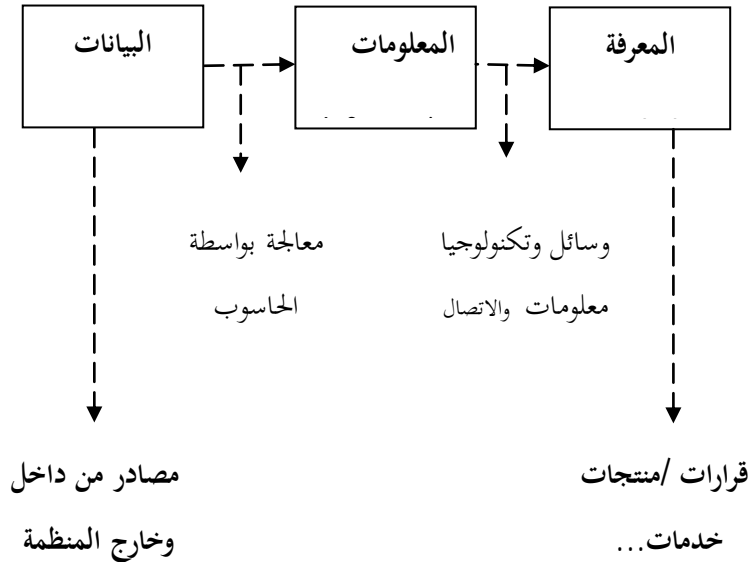 البيانات
المعلومات
المعرفة
معالجة بواسطة
الحاسوب
وسائل وتكنولوجيا
معلومات والاتصال
مصادر من داخل
وخارج المنظمة
قرارات /منتجات
خدمات...